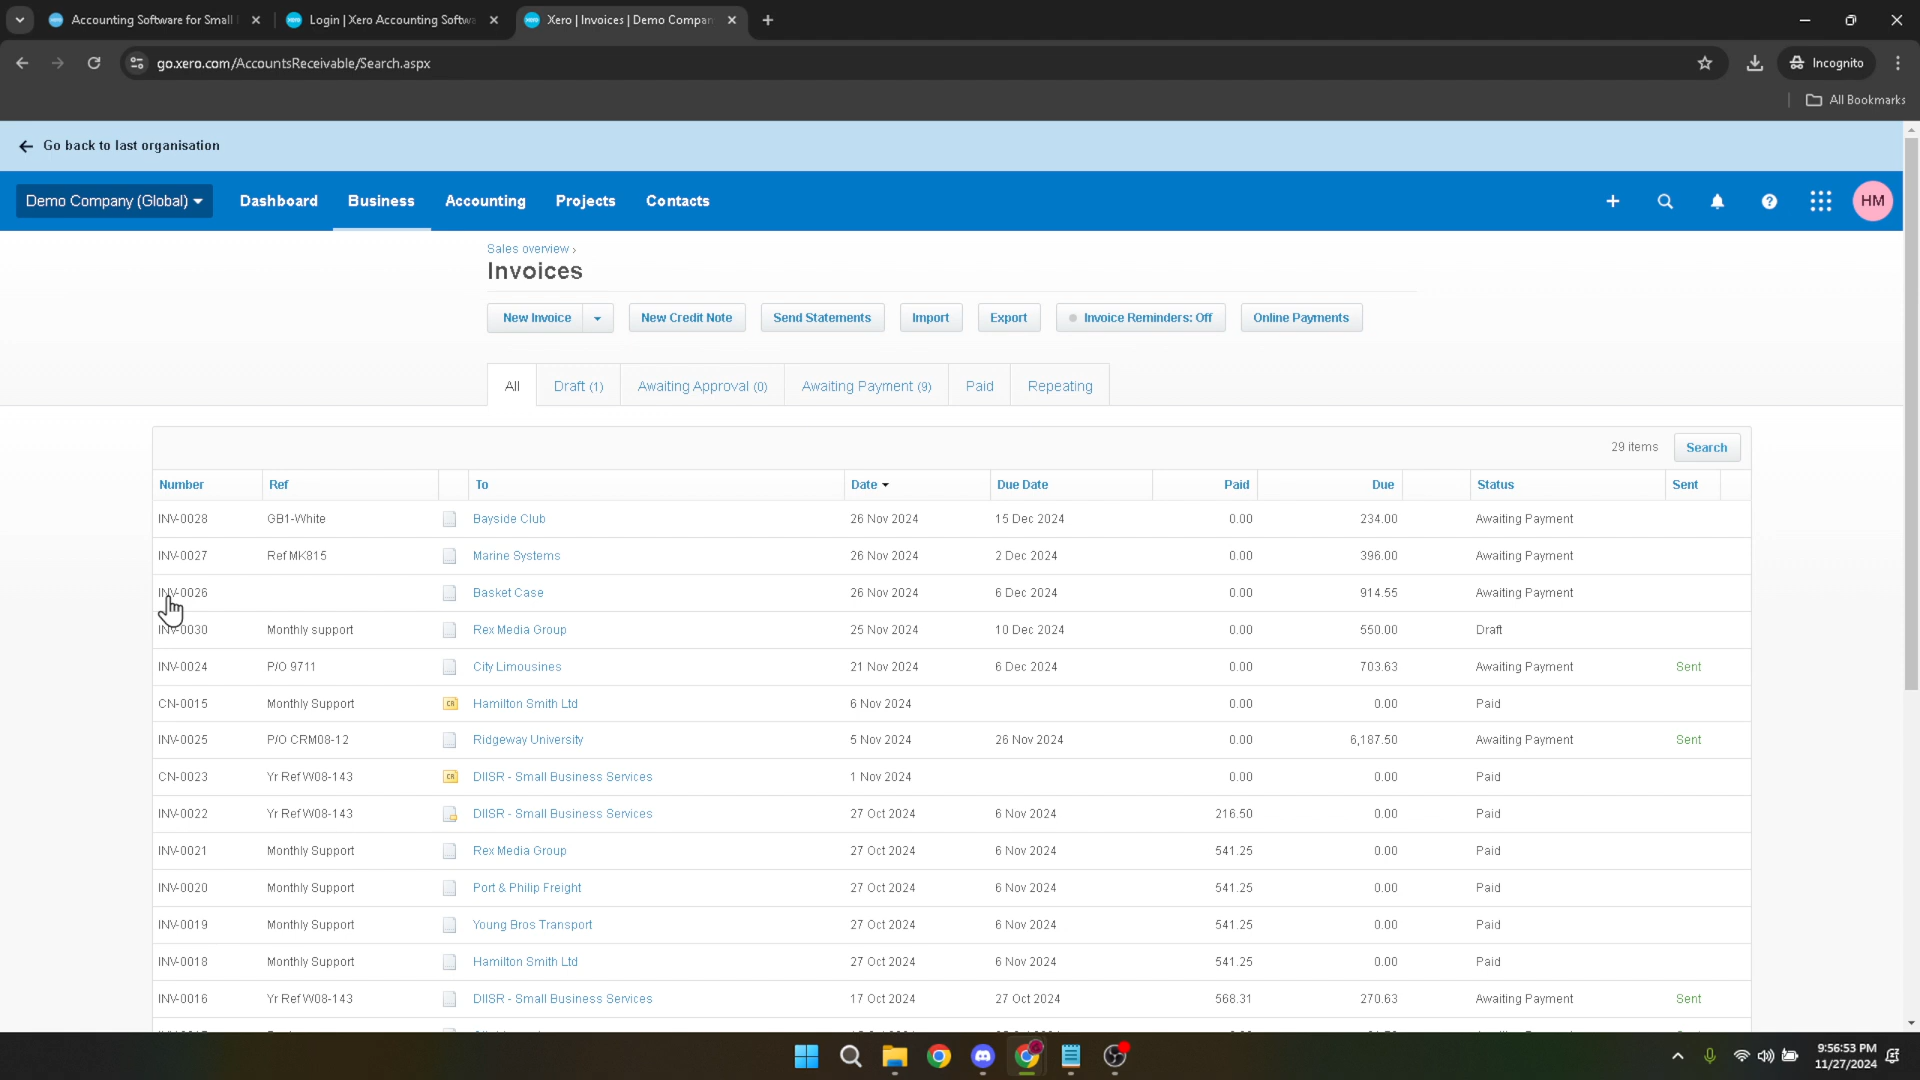 Accounting Software for Small
Login | Xero Accounting Softwa
Xero | Invoices | Demo Compan
go.xero.com/AccountsReceivable/Search.aspx
Incognito
All Bookmarks
Go back to last organisation
Demo Company (Global) Dashboard Business Accounting Projects Contacts HM
Sales overview ›
Invoices
New Invoice New Credit Note Send Statements Import Export Invoice Reminders: Off Online Payments
All Draft (1) Awaiting Approval (0) Awaiting Payment (9) Paid Repeating
29 items Search
Number Ref To Date Due Date Paid Due Status Sent
INV-0028 GB1-White Bayside Club 26 Nov 2024 15 Dec 2024 0.00 234.00 Awaiting Payment
INV-0027 Ref MK815 Marine Systems 26 Nov 2024 2 Dec 2024 0.00 396.00 Awaiting Payment
INV-0026 Basket Case 26 Nov 2024 6 Dec 2024 0.00 914.55 Awaiting Payment
INV-0030 Monthly support Rex Media Group 25 Nov 2024 10 Dec 2024 0.00 550.00 Draft
INV-0024 P/O 9711 City Limousines 21 Nov 2024 6 Dec 2024 0.00 703.63 Awaiting Payment Sent
CN-0015 Monthly Support CR Hamilton Smith Ltd 6 Nov 2024 0.00 0.00 Paid
INV-0025 P/O CRM08-12 Ridgeway University 5 Nov 2024 26 Nov 2024 0.00 6,187.50 Awaiting Payment Sent
CN-0023 Yr Ref W08-143 CR DIISR - Small Business Services 1 Nov 2024 0.00 0.00 Paid
INV-0022 Yr Ref W08-143 DIISR - Small Business Services 27 Oct 2024 6 Nov 2024 216.50 0.00 Paid
INV-0021 Monthly Support Rex Media Group 27 Oct 2024 6 Nov 2024 541.25 0.00 Paid
INV-0020 Monthly Support Port & Philip Freight 27 Oct 2024 6 Nov 2024 541.25 0.00 Paid
INV-0019 Monthly Support Young Bros Transport 27 Oct 2024 6 Nov 2024 541.25 0.00 Paid
INV-0018 Monthly Support Hamilton Smith Ltd 27 Oct 2024 6 Nov 2024 541.25 0.00 Paid
INV-0016 Yr Ref W08-143 DIISR - Small Business Services 17 Oct 2024 27 Oct 2024 568.31 270.63 Awaiting Payment Sent
9:56:53 PM
11/27/2024